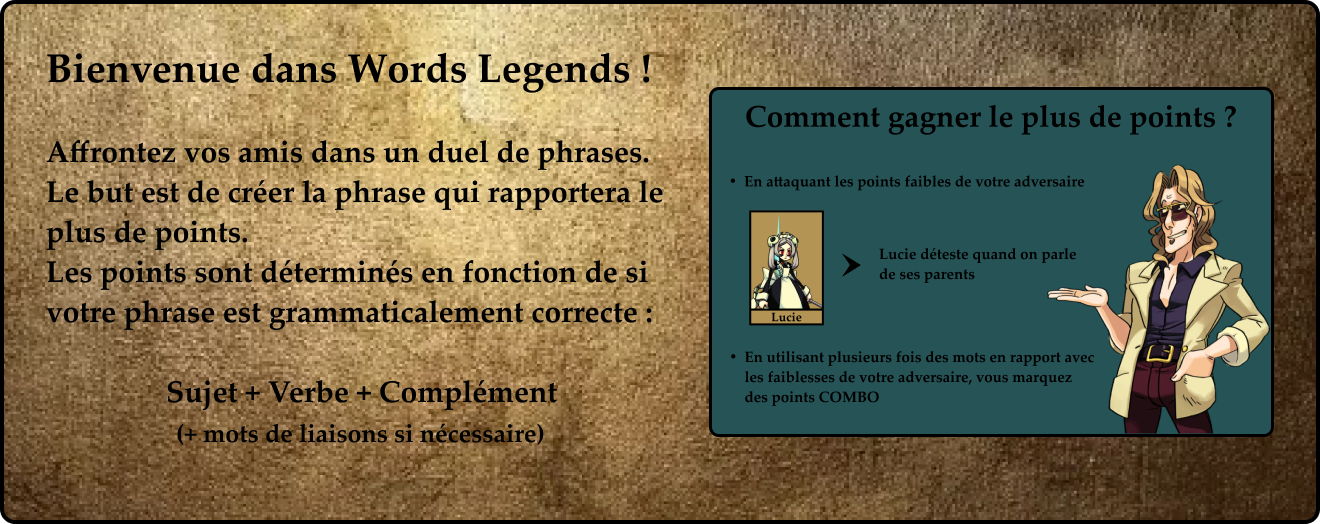 Bienvenue dans Words Legends !
Affrontez vos amis dans un duel de phrases.
Le but est de créer la phrase qui rapportera le
plus de points.
Les points sont déterminés en fonction de si
votre phrase est grammaticalement correcte :
Sujet + Verbe + Complément
(+ mots de liaisons si nécessaire)
Comment gagner le plus de points ?
• En attaquant les points faibles de votre adversaire
Lucie déteste quand on parle
de ses parents
Lucie
• En utilisant plusieurs fois des mots en rapport avec
les faiblesses de votre adversaire, vous marquez
des points COMBO